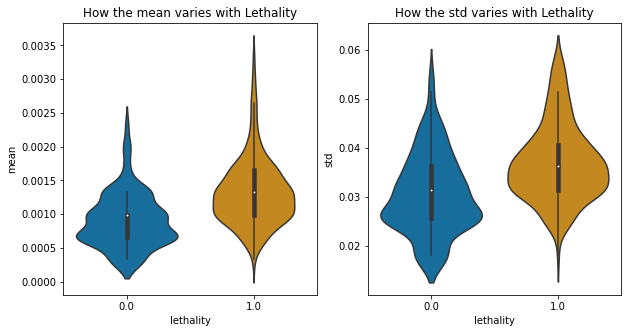 How the mean varies with Lethality
mean
0.0035
0.0030
0.0025
0.0020
0.0015
0.0010
0.0005
0.0000
0.0
1.0
lethality
How the std varies with Lethality
std
0.06
0.05
0.04
0.03
0.02
0.0
1.0
lethality